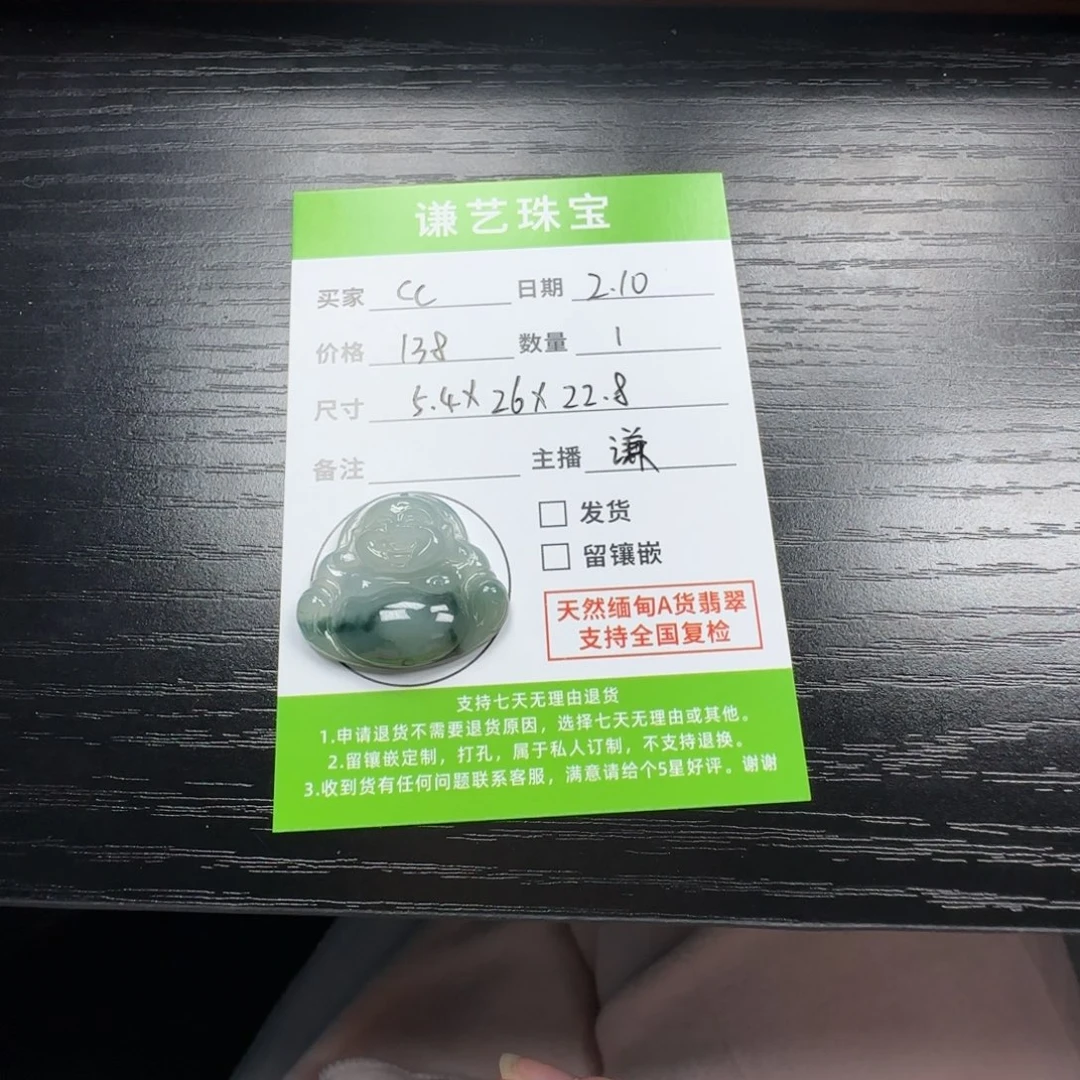 谦艺珠宝
买家 CC 日期 2.10
价格 138 数量 1
尺寸 5.4X26X22.8
备注 主播 谦
发货
留镶嵌
天然缅甸A货翡翠
支持全国复检
支持七天无理由退货
1.申请退货不需要退货原因，选择七天无理由或其他。
2.留镶嵌定制，打孔，属于私人订制，不支持退换。
3.收到货有任何问题联系客服，满意请给个5星好评。谢谢